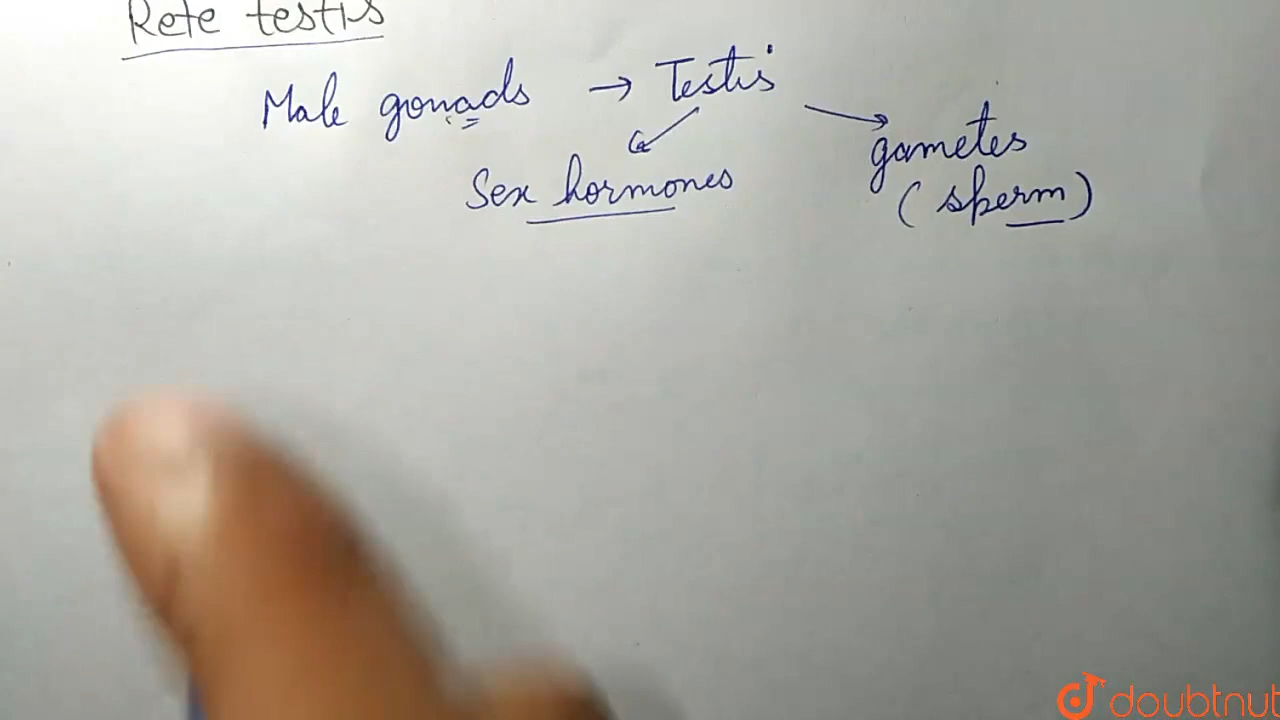 Rete testis
Male gonads → Testis
Sex hormones
gametes
(sperm)
doubtnut